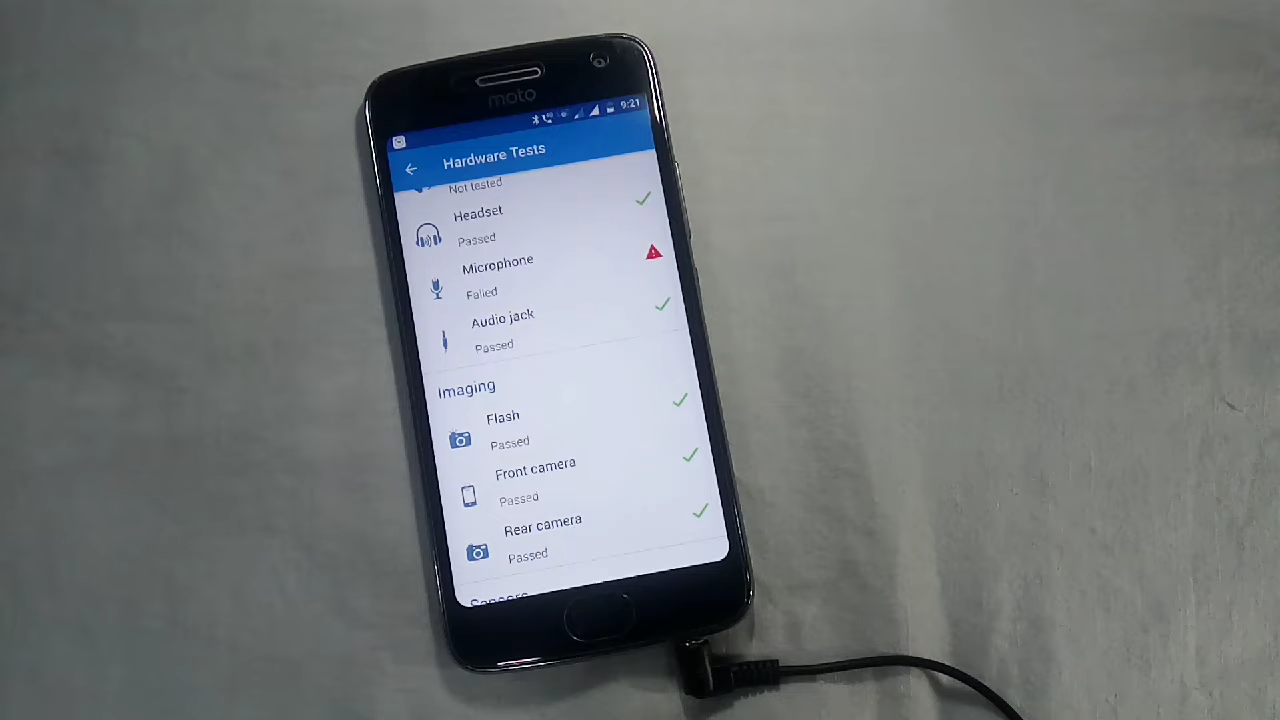 moto
9:21
Hardware Tests
Not tested
Headset
Passed
Microphone
Failed
Audio jack
Passed
Imaging
Flash
Passed
Front camera
Passed
Rear camera
Passed
Sensors